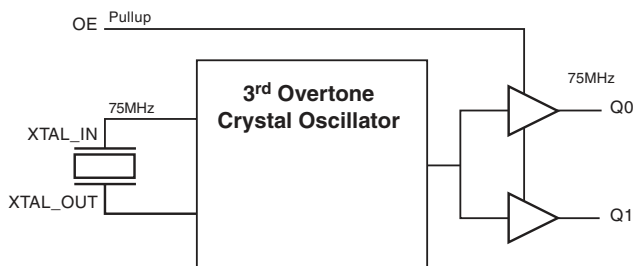 OE Pullup
3rd Overtone
Crystal Oscillator
75MHz
75MHz
Q0
XTAL_IN
XTAL_OUT
Q1